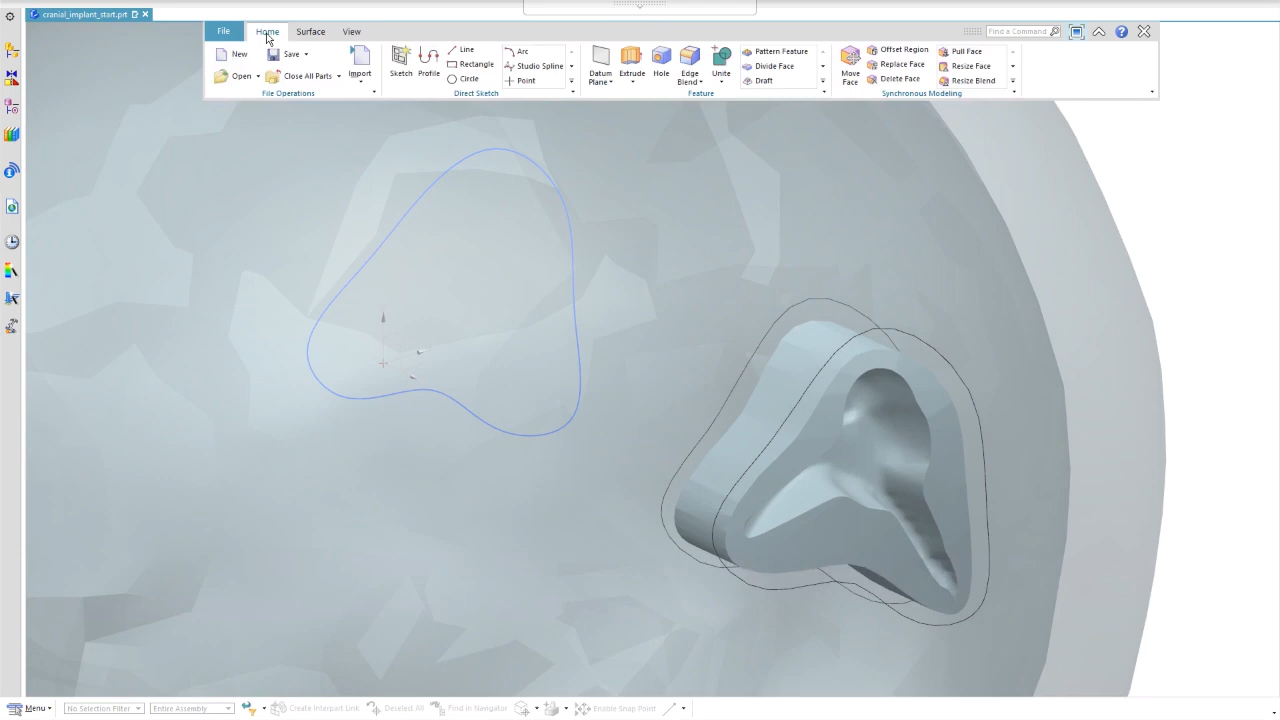 cranial_implant_start.prt
File Home Surface View Find a Command
New Save
Open Close All Parts Import
File Operations
Sketch Profile Line Rectangle Circle Arc Studio Spline Point
Direct Sketch
Datum Plane Extrude Hole Edge Blend Unite Pattern Feature Divide Face Draft
Feature
Move Face Offset Region Replace Face Delete Face Pull Face Resize Face Resize Blend
Synchronous Modeling
Menu No Selection Filter Entire Assembly Create Interpart Link Deselect All Find in Navigator Enable Snap Point